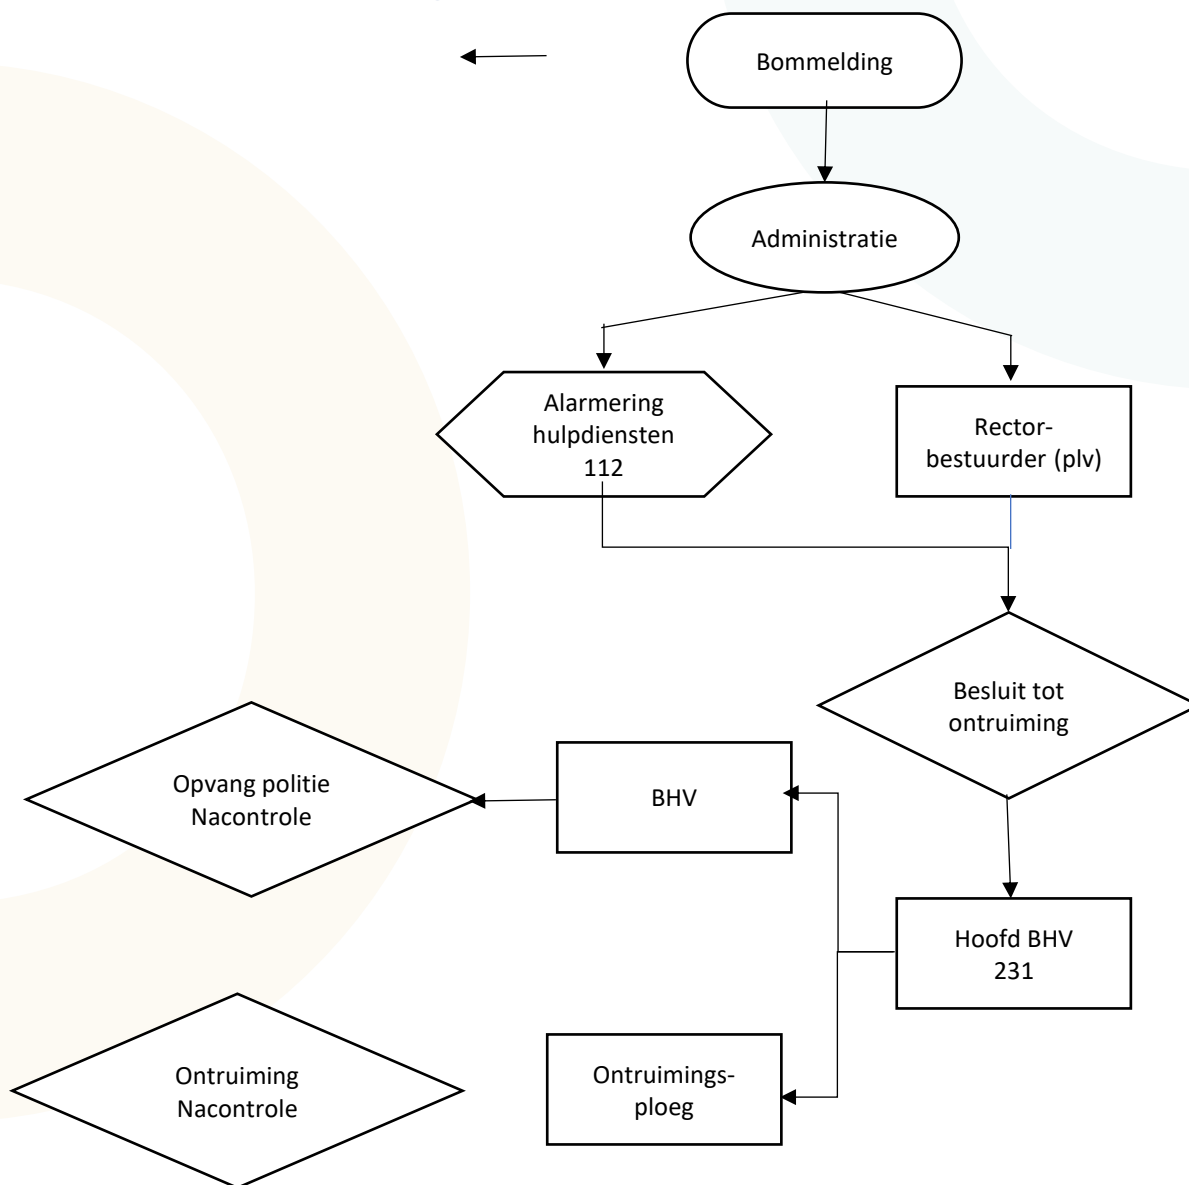 Bommelding
Administratie
Alarmering
hulpdiensten
112
Rector-
bestuurder (plv)
Besluit tot
ontruiming
Opvang politie
Nacontrole
BHV
Hoofd BHV
231
Ontruiming
Nacontrole
Ontruimings-
ploeg